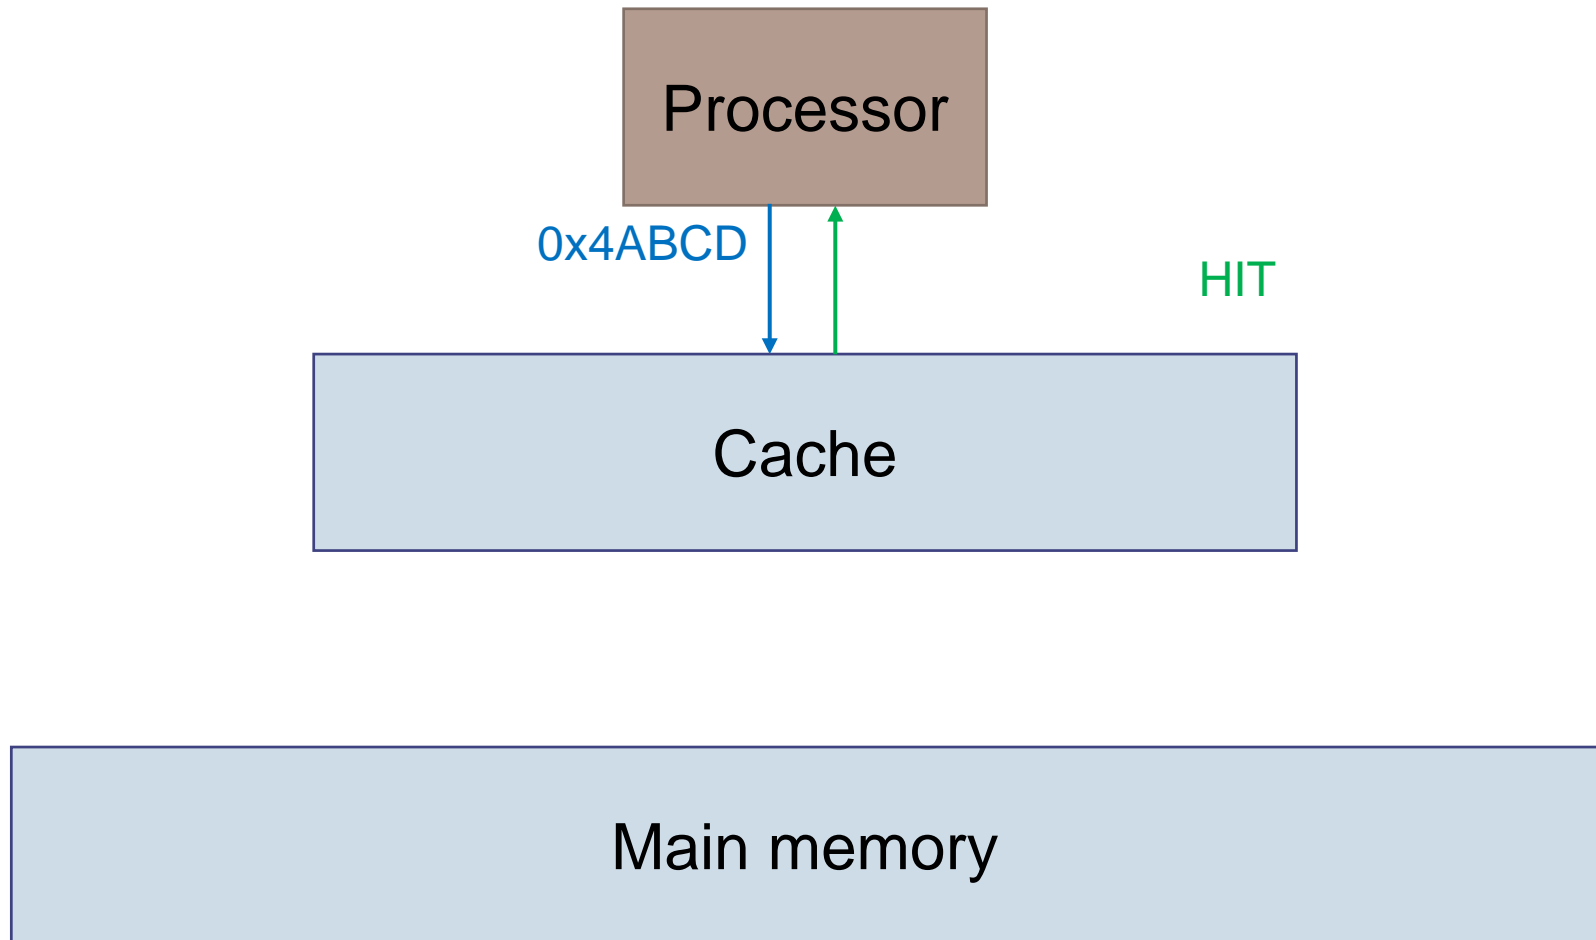 Processor
0x4ABCD
HIT
Cache
Main memory